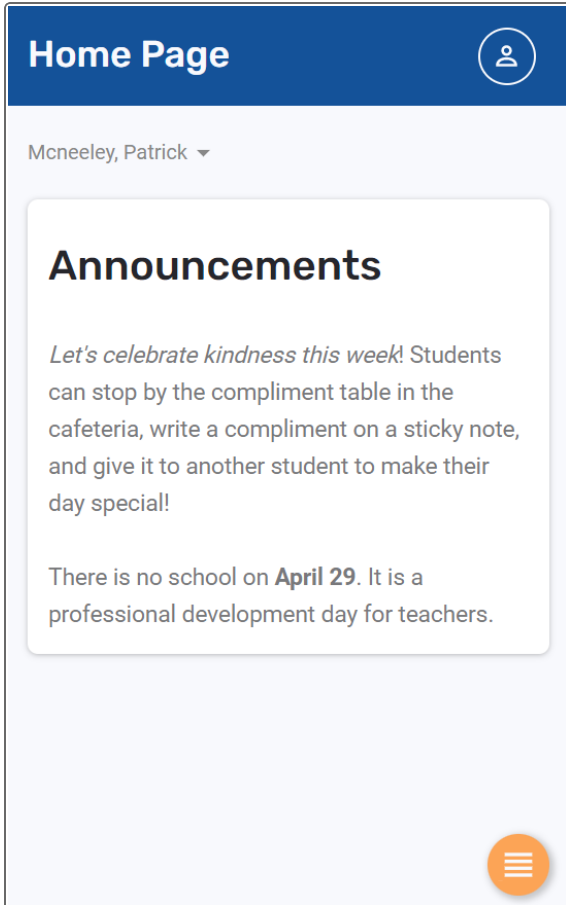 Home Page
Mcneeley, Patrick
Announcements
Let's celebrate kindness this week! Students
can stop by the compliment table in the
cafeteria, write a compliment on a sticky note,
and give it to another student to make their
day special!
There is no school on April 29. It is a
professional development day for teachers.